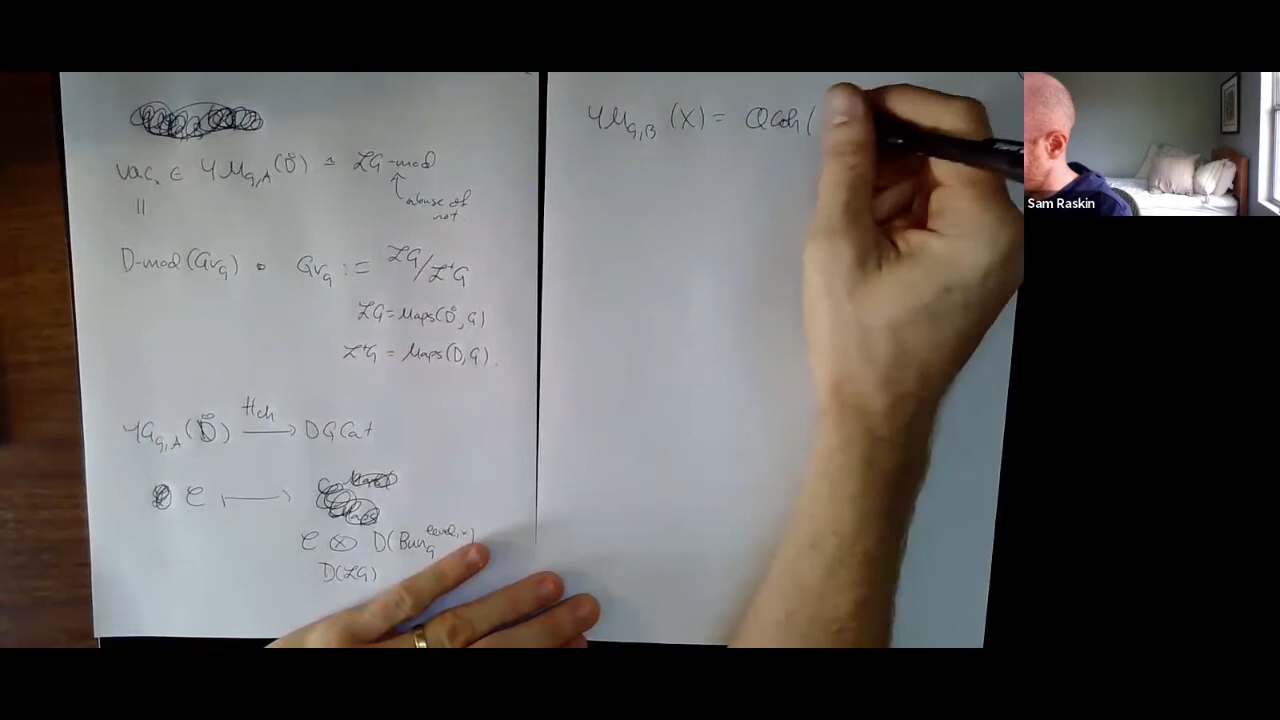 vac. ∈ YM_{G,A}(D̊) ≃ ℒG-mod
abuse of
not.
||
D-mod(Gr_G) . Gr_G := ℒG/ℒ⁺G
ℒG = Maps(D̊, G)
ℒ⁺G = Maps(D, G).
YM_{G,A}(D̊) —Hch→ DGCat
C ↦
C ⊗ D(Bun_G^{level,x})
D(ℒG)
YM_{G,B}(X) = QCoh(
Sam Raskin